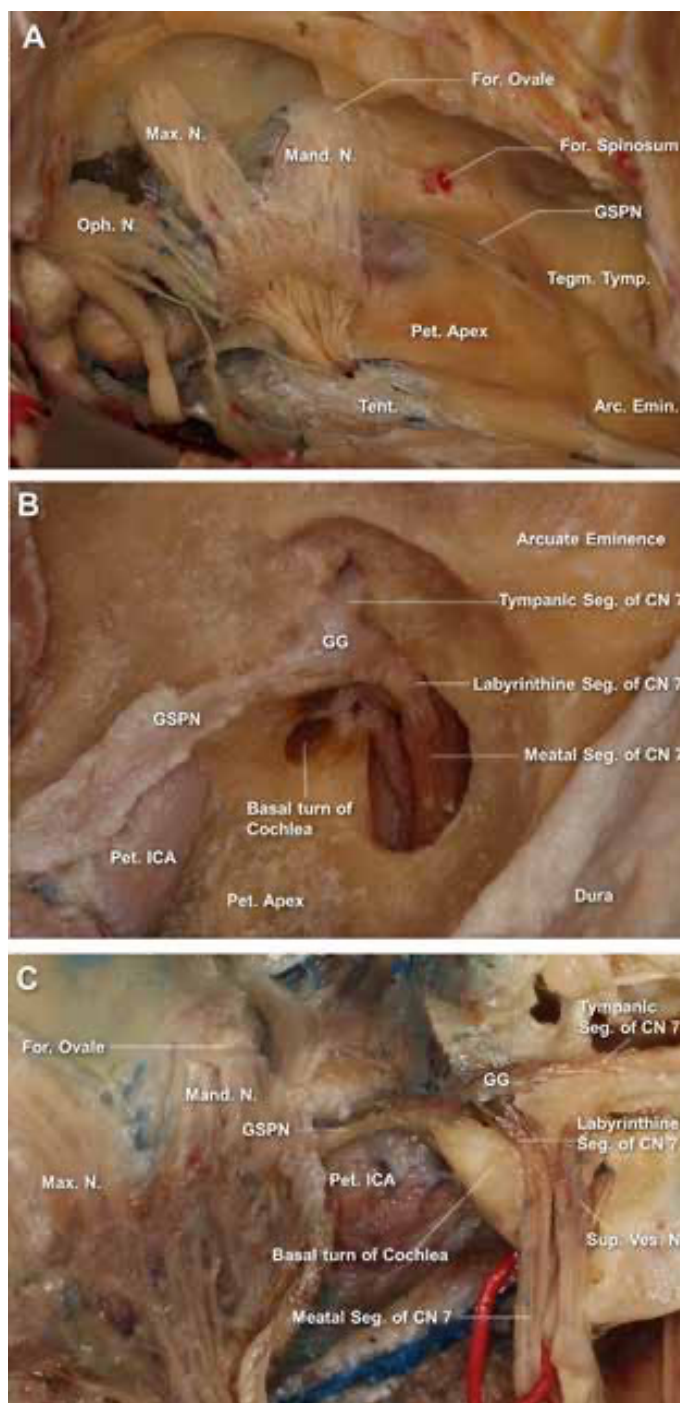 A
For. Ovale
Max. N.
Mand. N.
For. Spinosum
Oph. N.
GSPN
Tegm. Tymp.
Pet. Apex
Tent.
Arc. Emin.
B
Arcuate Eminence
Tympanic Seg. of CN 7
GG
Labyrinthine Seg. of CN 7
GSPN
Meatal Seg. of CN 7
Basal turn of
Cochlea
Pet. ICA
Pet. Apex
Dura
C
Tympanic
Seg. of CN 7
For. Ovale
GG
Mand. N.
GSPN
Labyrinthine
Seg. of CN 7
Max. N.
Pet. ICA
Sup. Ves. N
Basal turn of Cochlea
Meatal Seg. of CN 7